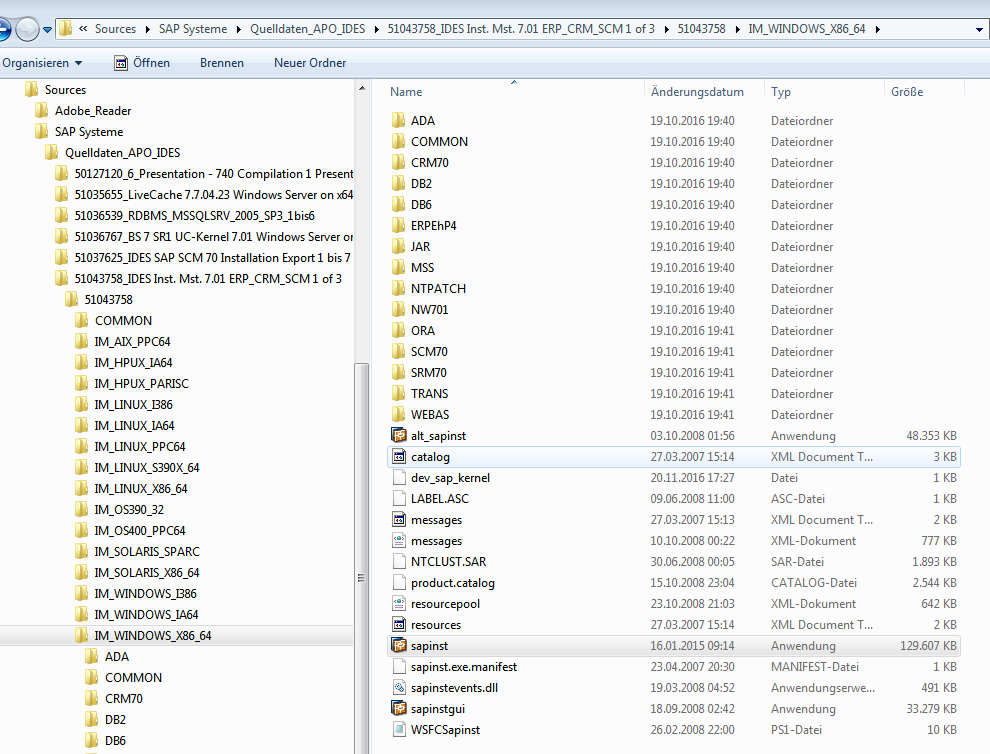 « Sources ▸ SAP Systeme ▸ Quelldaten_APO_IDES ▸ 51043758_IDES Inst. Mst. 7.01 ERP_CRM_SCM 1 of 3 ▸ 51043758 ▸ IM_WINDOWS_X86_64 ▸
Organisieren Öffnen Brennen Neuer Ordner
Sources
Adobe_Reader
SAP Systeme
Quelldaten_APO_IDES
50127120_6_Presentation - 740 Compilation 1 Present
51035655_LiveCache 7.7.04.23 Windows Server on x64
51036539_RDBMS_MSSQLSRV_2005_SP3_1bis6
51036767_BS 7 SR1 UC-Kernel 7.01 Windows Server or
51037625_IDES SAP SCM 70 Installation Export 1 bis 7
51043758_IDES Inst. Mst. 7.01 ERP_CRM_SCM 1 of 3
51043758
COMMON
IM_AIX_PPC64
IM_HPUX_IA64
IM_HPUX_PARISC
IM_LINUX_I386
IM_LINUX_IA64
IM_LINUX_PPC64
IM_LINUX_S390X_64
IM_LINUX_X86_64
IM_OS390_32
IM_OS400_PPC64
IM_SOLARIS_SPARC
IM_SOLARIS_X86_64
IM_WINDOWS_I386
IM_WINDOWS_IA64
IM_WINDOWS_X86_64
ADA
COMMON
CRM70
DB2
DB6
Name Änderungsdatum Typ Größe
ADA 19.10.2016 19:40 Dateiordner
COMMON 19.10.2016 19:40 Dateiordner
CRM70 19.10.2016 19:40 Dateiordner
DB2 19.10.2016 19:40 Dateiordner
DB6 19.10.2016 19:40 Dateiordner
ERPEhP4 19.10.2016 19:40 Dateiordner
JAR 19.10.2016 19:40 Dateiordner
MSS 19.10.2016 19:40 Dateiordner
NTPATCH 19.10.2016 19:40 Dateiordner
NW701 19.10.2016 19:40 Dateiordner
ORA 19.10.2016 19:41 Dateiordner
SCM70 19.10.2016 19:41 Dateiordner
SRM70 19.10.2016 19:41 Dateiordner
TRANS 19.10.2016 19:41 Dateiordner
WEBAS 19.10.2016 19:41 Dateiordner
alt_sapinst 03.10.2008 01:56 Anwendung 48.353 KB
catalog 27.03.2007 15:14 XML Document T... 3 KB
dev_sap_kernel 20.11.2016 17:27 Datei 1 KB
LABEL.ASC 09.06.2008 11:00 ASC-Datei 1 KB
messages 27.03.2007 15:13 XML Document T... 2 KB
messages 10.10.2008 00:22 XML-Dokument 777 KB
NTCLUST.SAR 30.06.2008 00:05 SAR-Datei 1.893 KB
product.catalog 15.10.2008 23:04 CATALOG-Datei 2.544 KB
resourcepool 23.10.2008 21:03 XML-Dokument 642 KB
resources 27.03.2007 15:14 XML Document T... 2 KB
sapinst 16.01.2015 09:14 Anwendung 129.607 KB
sapinst.exe.manifest 23.04.2007 20:30 MANIFEST-Datei 1 KB
sapinstevents.dll 19.03.2008 04:52 Anwendungserwe... 491 KB
sapinstgui 18.09.2008 02:42 Anwendung 33.279 KB
WSFCSapinst 26.02.2008 22:00 PS1-Datei 10 KB